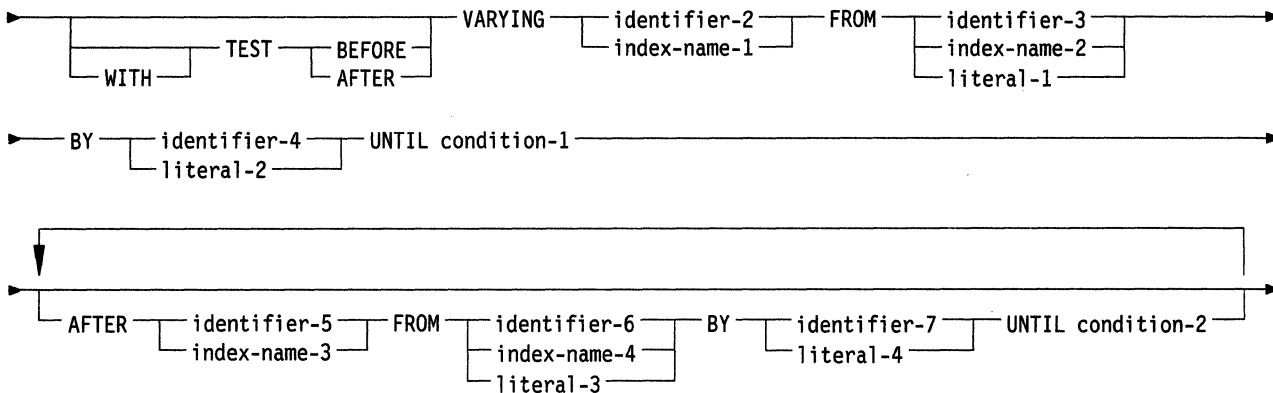 VARYING identifier-2 FROM identifier-3
TEST BEFORE index-name-1 index-name-2
WITH AFTER literal-1
BY identifier-4 UNTIL condition-1
literal-2
AFTER identifier-5 FROM identifier-6 BY identifier-7 UNTIL condition-2
index-name-3 index-name-4 literal-4
literal-3